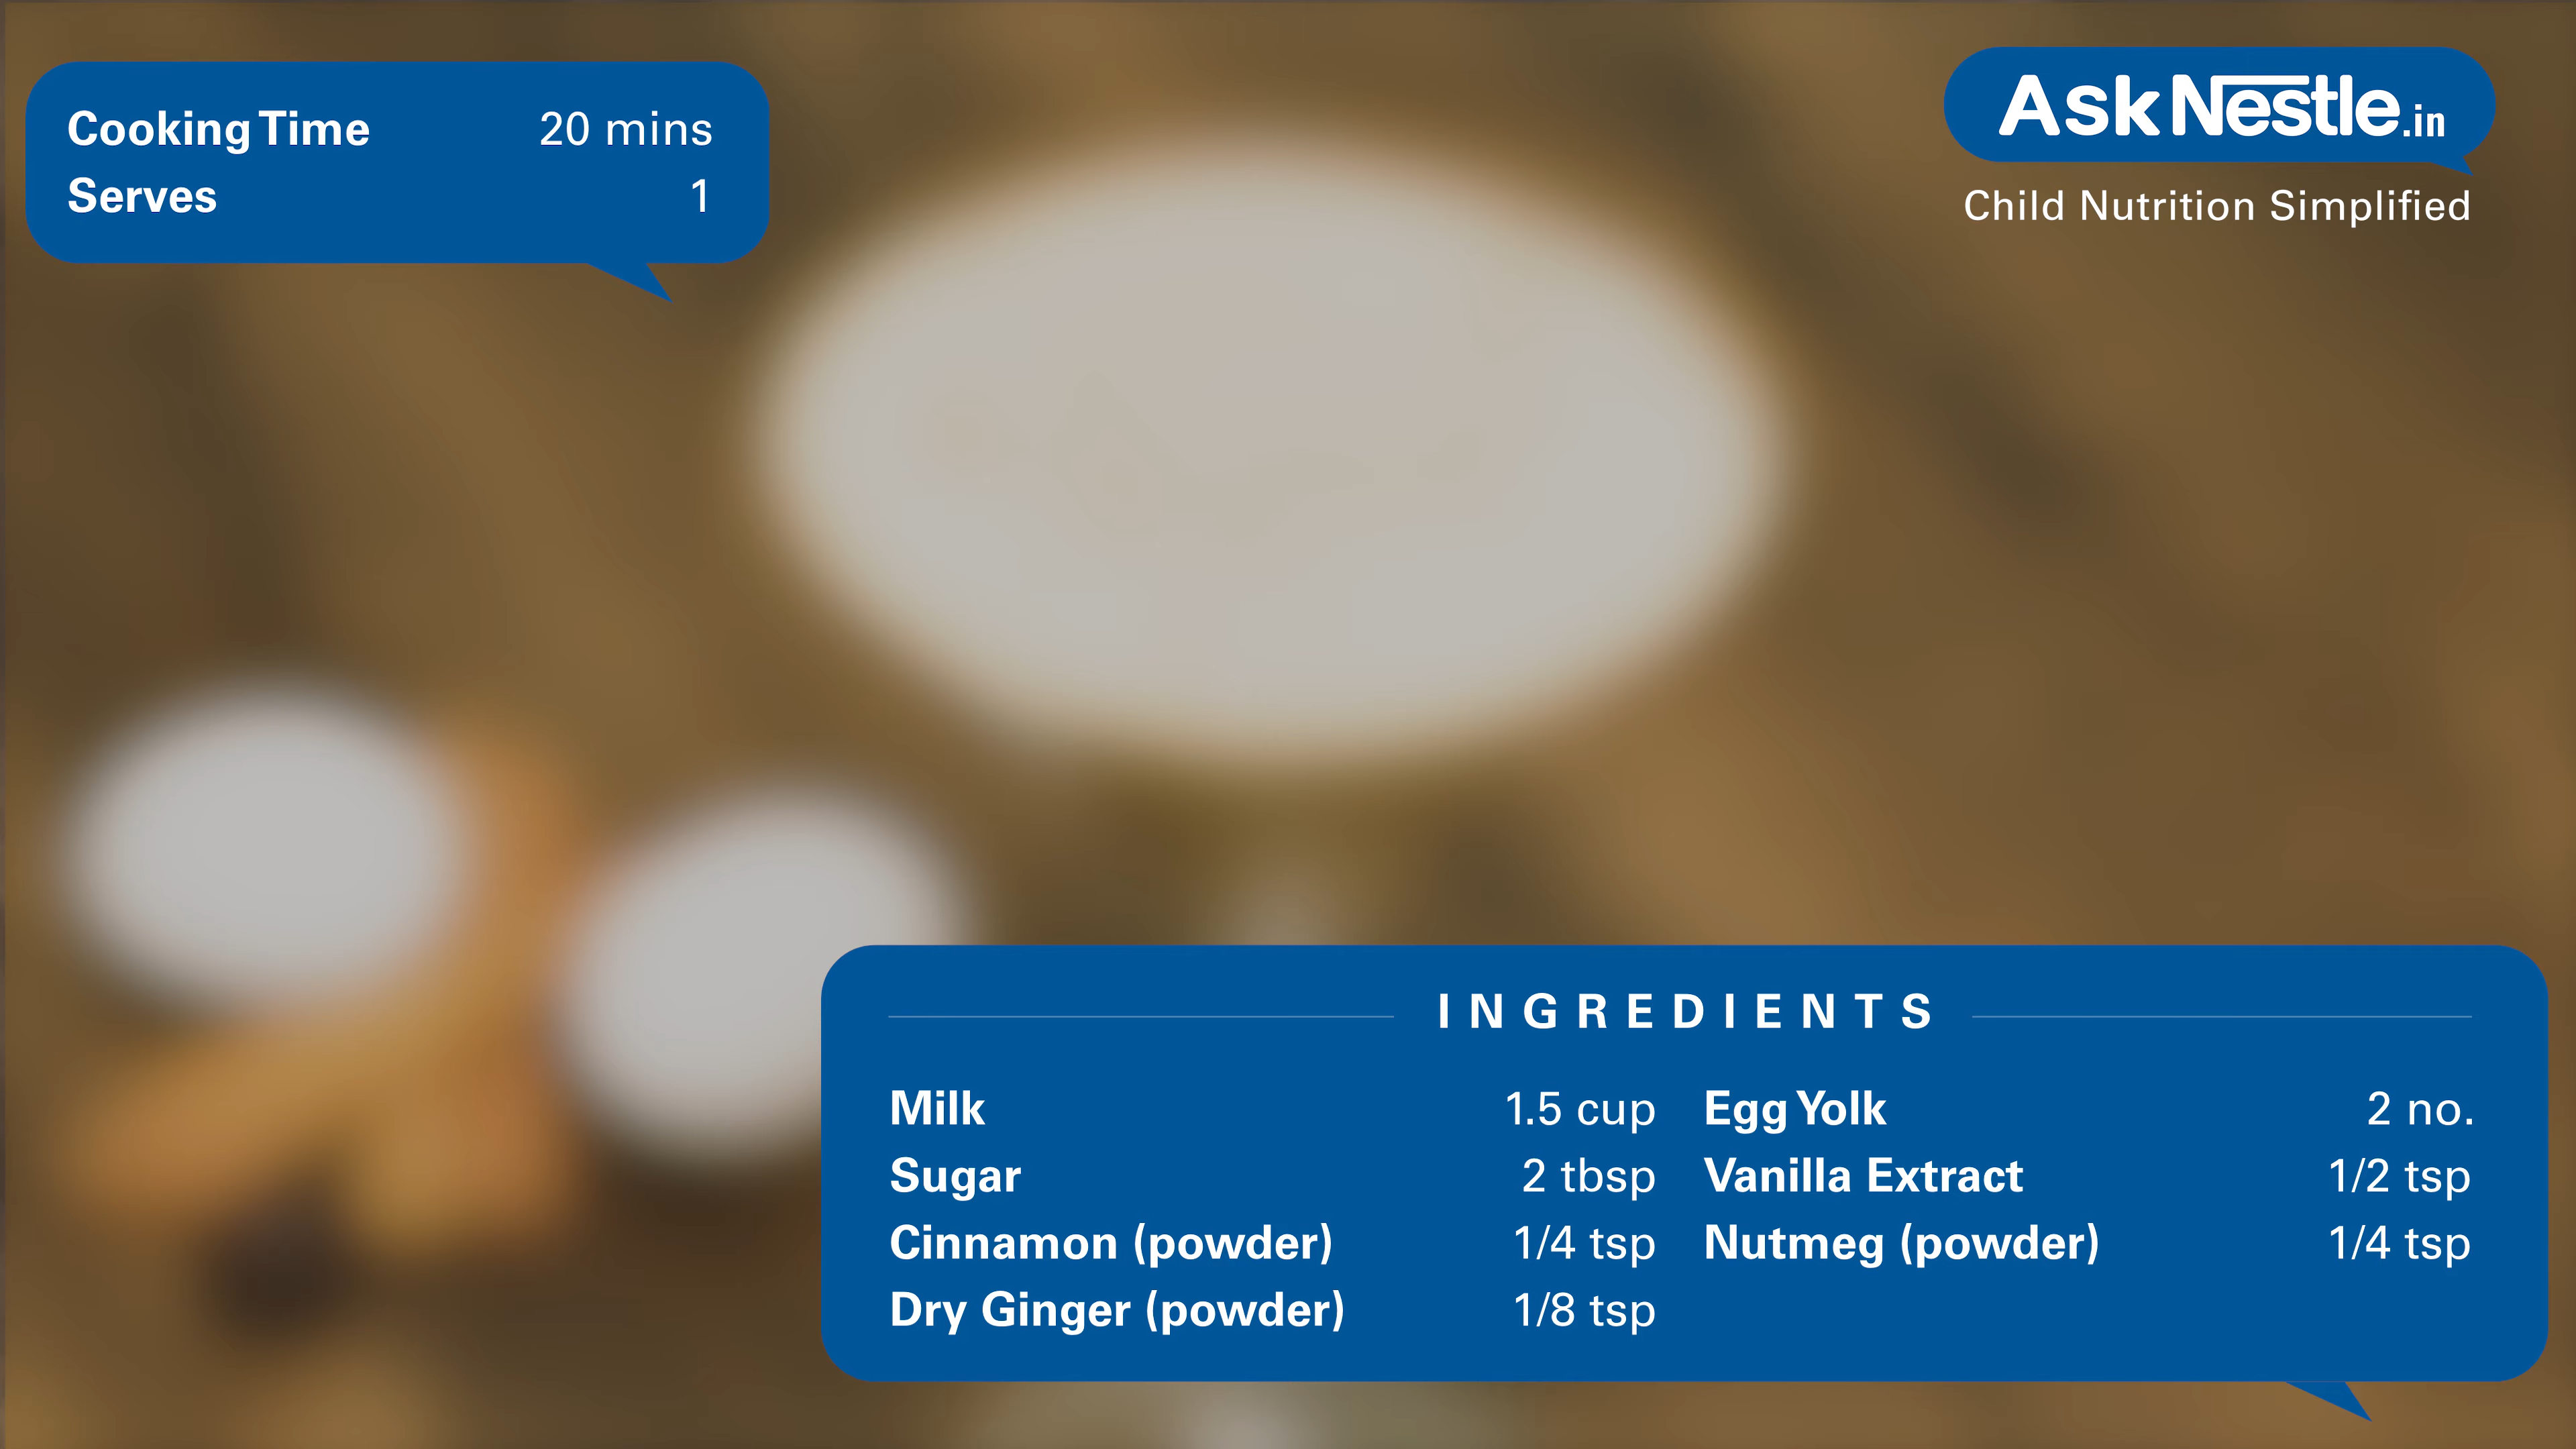 Cooking Time 20 mins
Serves 1
AskNestle.in
Child Nutrition Simplified
INGREDIENTS
Milk 1.5 cup Egg Yolk 2 no.
Sugar 2 tbsp Vanilla Extract 1/2 tsp
Cinnamon (powder) 1/4 tsp Nutmeg (powder) 1/4 tsp
Dry Ginger (powder) 1/8 tsp